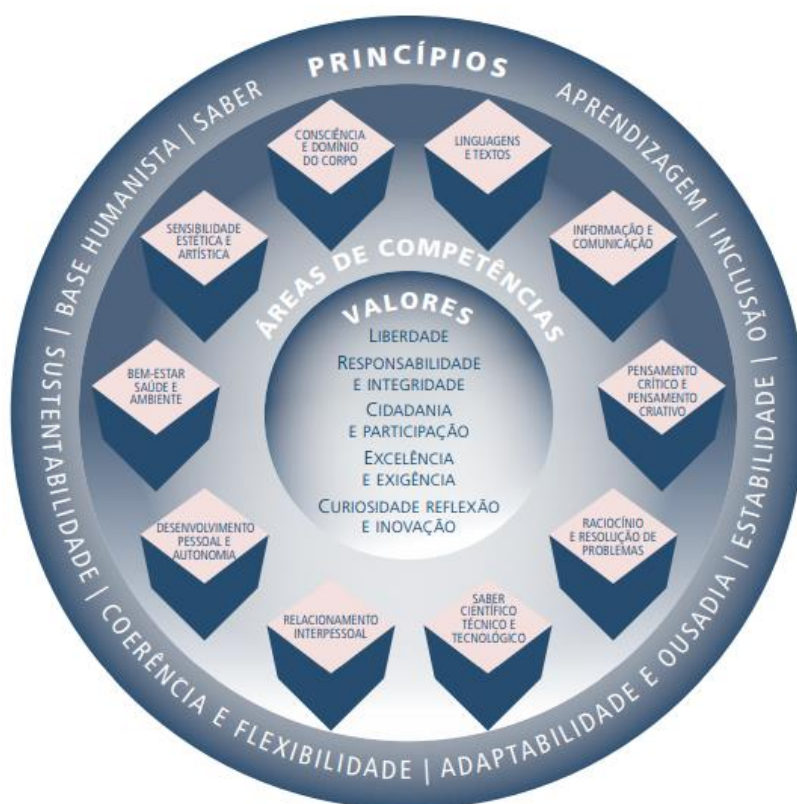 PRINCÍPIOS
APRENDIZAGEM | INCLUSÃO | ESTABILIDADE | ADAPTABILIDADE E OUSADIA | COERÊNCIA E FLEXIBILIDADE | SUSTENTABILIDADE | BASE HUMANISTA | SABER
ÁREAS DE COMPETÊNCIAS
LINGUAGENS
E TEXTOS
INFORMAÇÃO E
COMUNICAÇÃO
PENSAMENTO
CRÍTICO E
PENSAMENTO
CRIATIVO
RACIOCÍNIO
E RESOLUÇÃO DE
PROBLEMAS
SABER
CIENTÍFICO
TÉCNICO E
TECNOLÓGICO
RELACIONAMENTO
INTERPESSOAL
DESENVOLVIMENTO
PESSOAL E
AUTONOMIA
BEM-ESTAR
SAÚDE E
AMBIENTE
SENSIBILIDADE
ESTÉTICA E
ARTÍSTICA
CONSCIÊNCIA
E DOMÍNIO
DO CORPO
VALORES
LIBERDADE
RESPONSABILIDADE
E INTEGRIDADE
CIDADANIA
E PARTICIPAÇÃO
EXCELÊNCIA
E EXIGÊNCIA
CURIOSIDADE REFLEXÃO
E INOVAÇÃO